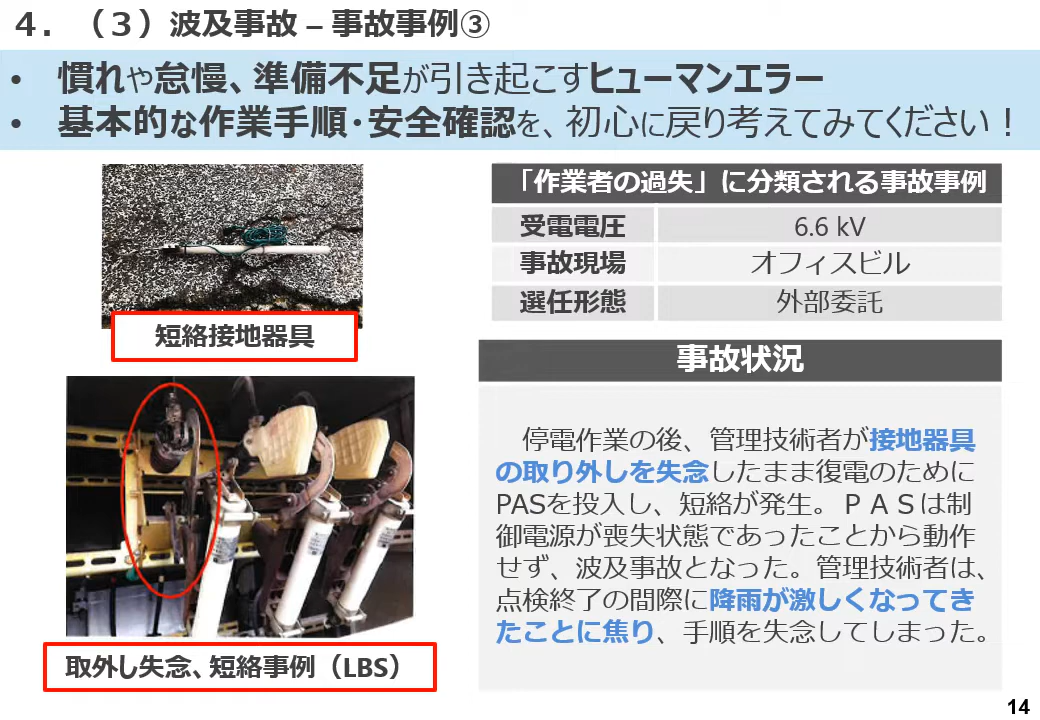 ４．（３）波及事故 – 事故事例③
• 慣れや怠慢、準備不足が引き起こすヒューマンエラー
• 基本的な作業手順・安全確認を、初心に戻り考えてみてください！
短絡接地器具
取外し失念、短絡事例（LBS）
「作業者の過失」に分類される事故事例
受電電圧 6.6 kV
事故現場 オフィスビル
選任形態 外部委託
事故状況
停電作業の後、管理技術者が接地器具
の取り外しを失念したまま復電のために
PASを投入し、短絡が発生。ＰＡＳは制
御電源が喪失状態であったことから動作
せず、波及事故となった。管理技術者は、
点検終了の間際に降雨が激しくなってき
たことに焦り、手順を失念してしまった。
14